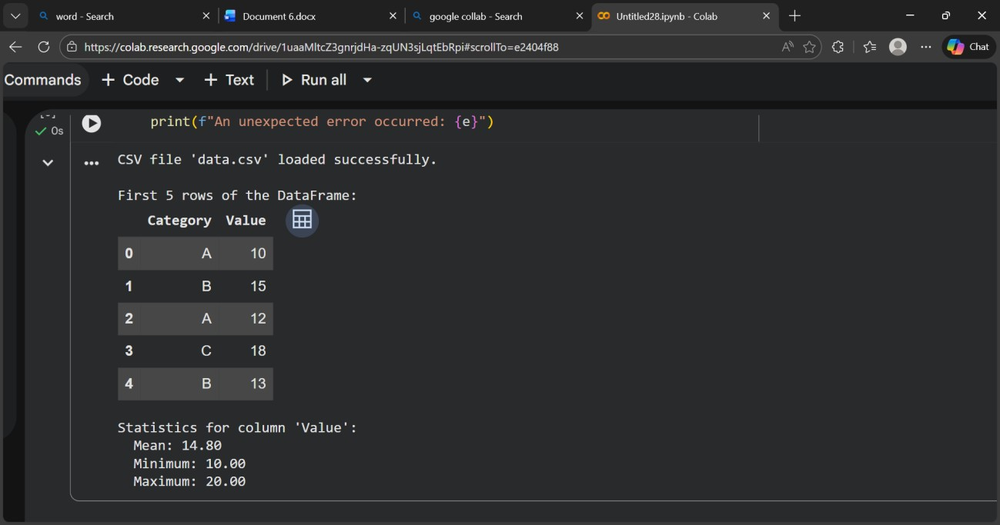 word - Search
Document 6.docx
google collab - Search
Untitled28.ipynb - Colab
https://colab.research.google.com/drive/1uaaMltcZ3gnrjdHa-zqUN3sjLqtEbRpi#scrollTo=e2404f88
Chat
Commands + Code + Text Run all
0s
print(f"An unexpected error occurred: {e}")
CSV file 'data.csv' loaded successfully.
First 5 rows of the DataFrame:
Category Value
0 A 10
1 B 15
2 A 12
3 C 18
4 B 13
Statistics for column 'Value':
Mean: 14.80
Minimum: 10.00
Maximum: 20.00